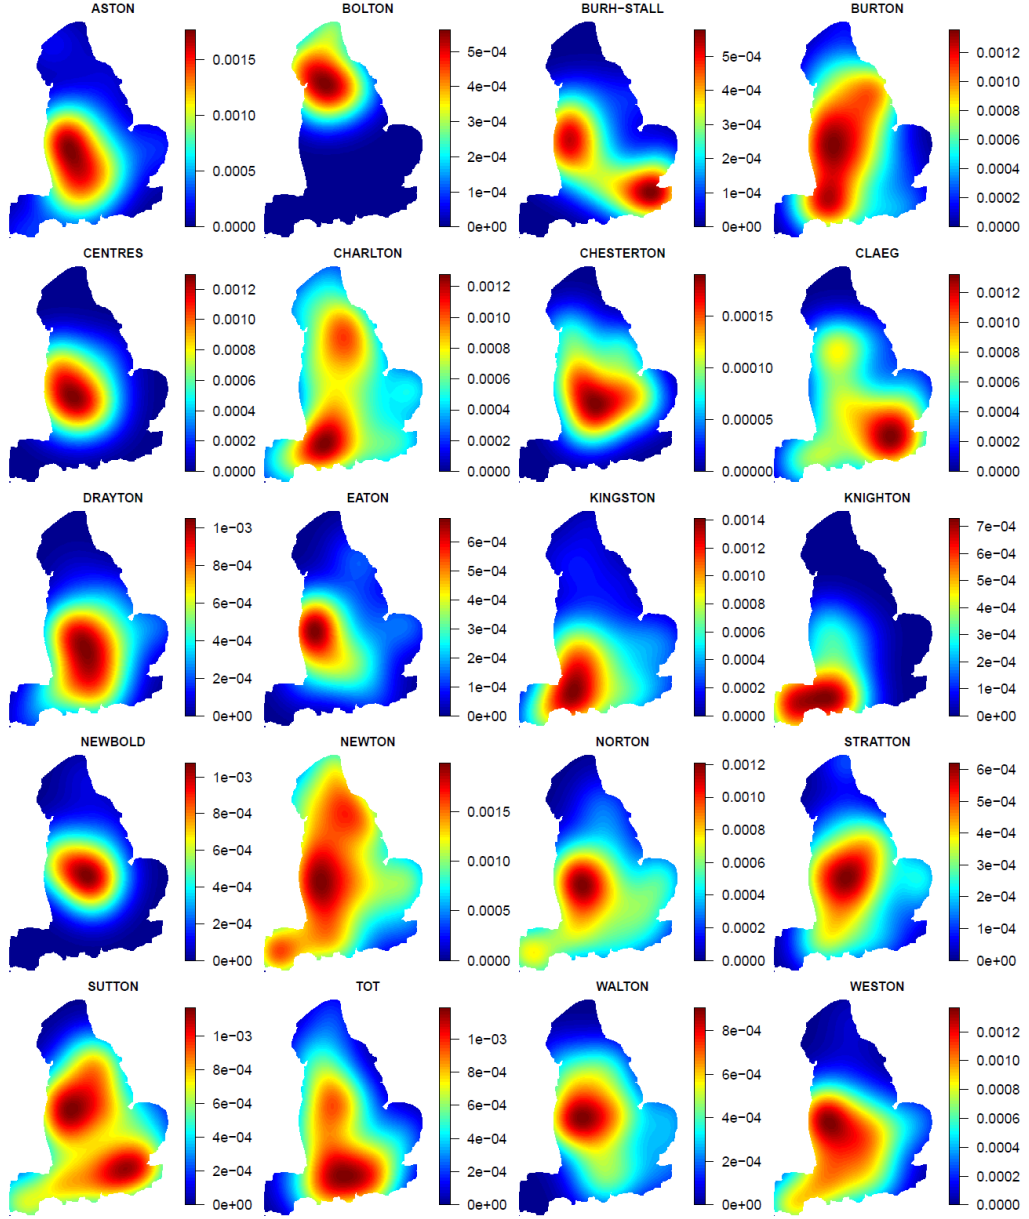 ASTON
0.0015
0.0010
0.0005
0.0000
BOLTON
5e−04
4e−04
3e−04
2e−04
1e−04
0e+00
BURH−STALL
5e−04
4e−04
3e−04
2e−04
1e−04
0e+00
BURTON
0.0012
0.0010
0.0008
0.0006
0.0004
0.0002
0.0000
CENTRES
0.0012
0.0010
0.0008
0.0006
0.0004
0.0002
0.0000
CHARLTON
0.0012
0.0010
0.0008
0.0006
0.0004
0.0002
0.0000
CHESTERTON
0.00015
0.00010
0.00005
0.00000
CLAEG
0.0012
0.0010
0.0008
0.0006
0.0004
0.0002
0.0000
DRAYTON
1e−03
8e−04
6e−04
4e−04
2e−04
0e+00
EATON
6e−04
5e−04
4e−04
3e−04
2e−04
1e−04
0e+00
KINGSTON
0.0014
0.0012
0.0010
0.0008
0.0006
0.0004
0.0002
0.0000
KNIGHTON
7e−04
6e−04
5e−04
4e−04
3e−04
2e−04
1e−04
0e+00
NEWBOLD
1e−03
8e−04
6e−04
4e−04
2e−04
0e+00
NEWTON
0.0015
0.0010
0.0005
0.0000
NORTON
0.0012
0.0010
0.0008
0.0006
0.0004
0.0002
0.0000
STRATTON
6e−04
5e−04
4e−04
3e−04
2e−04
1e−04
0e+00
SUTTON
1e−03
8e−04
6e−04
4e−04
2e−04
0e+00
TOT
1e−03
8e−04
6e−04
4e−04
2e−04
0e+00
WALTON
8e−04
6e−04
4e−04
2e−04
0e+00
WESTON
0.0012
0.0010
0.0008
0.0006
0.0004
0.0002
0.0000